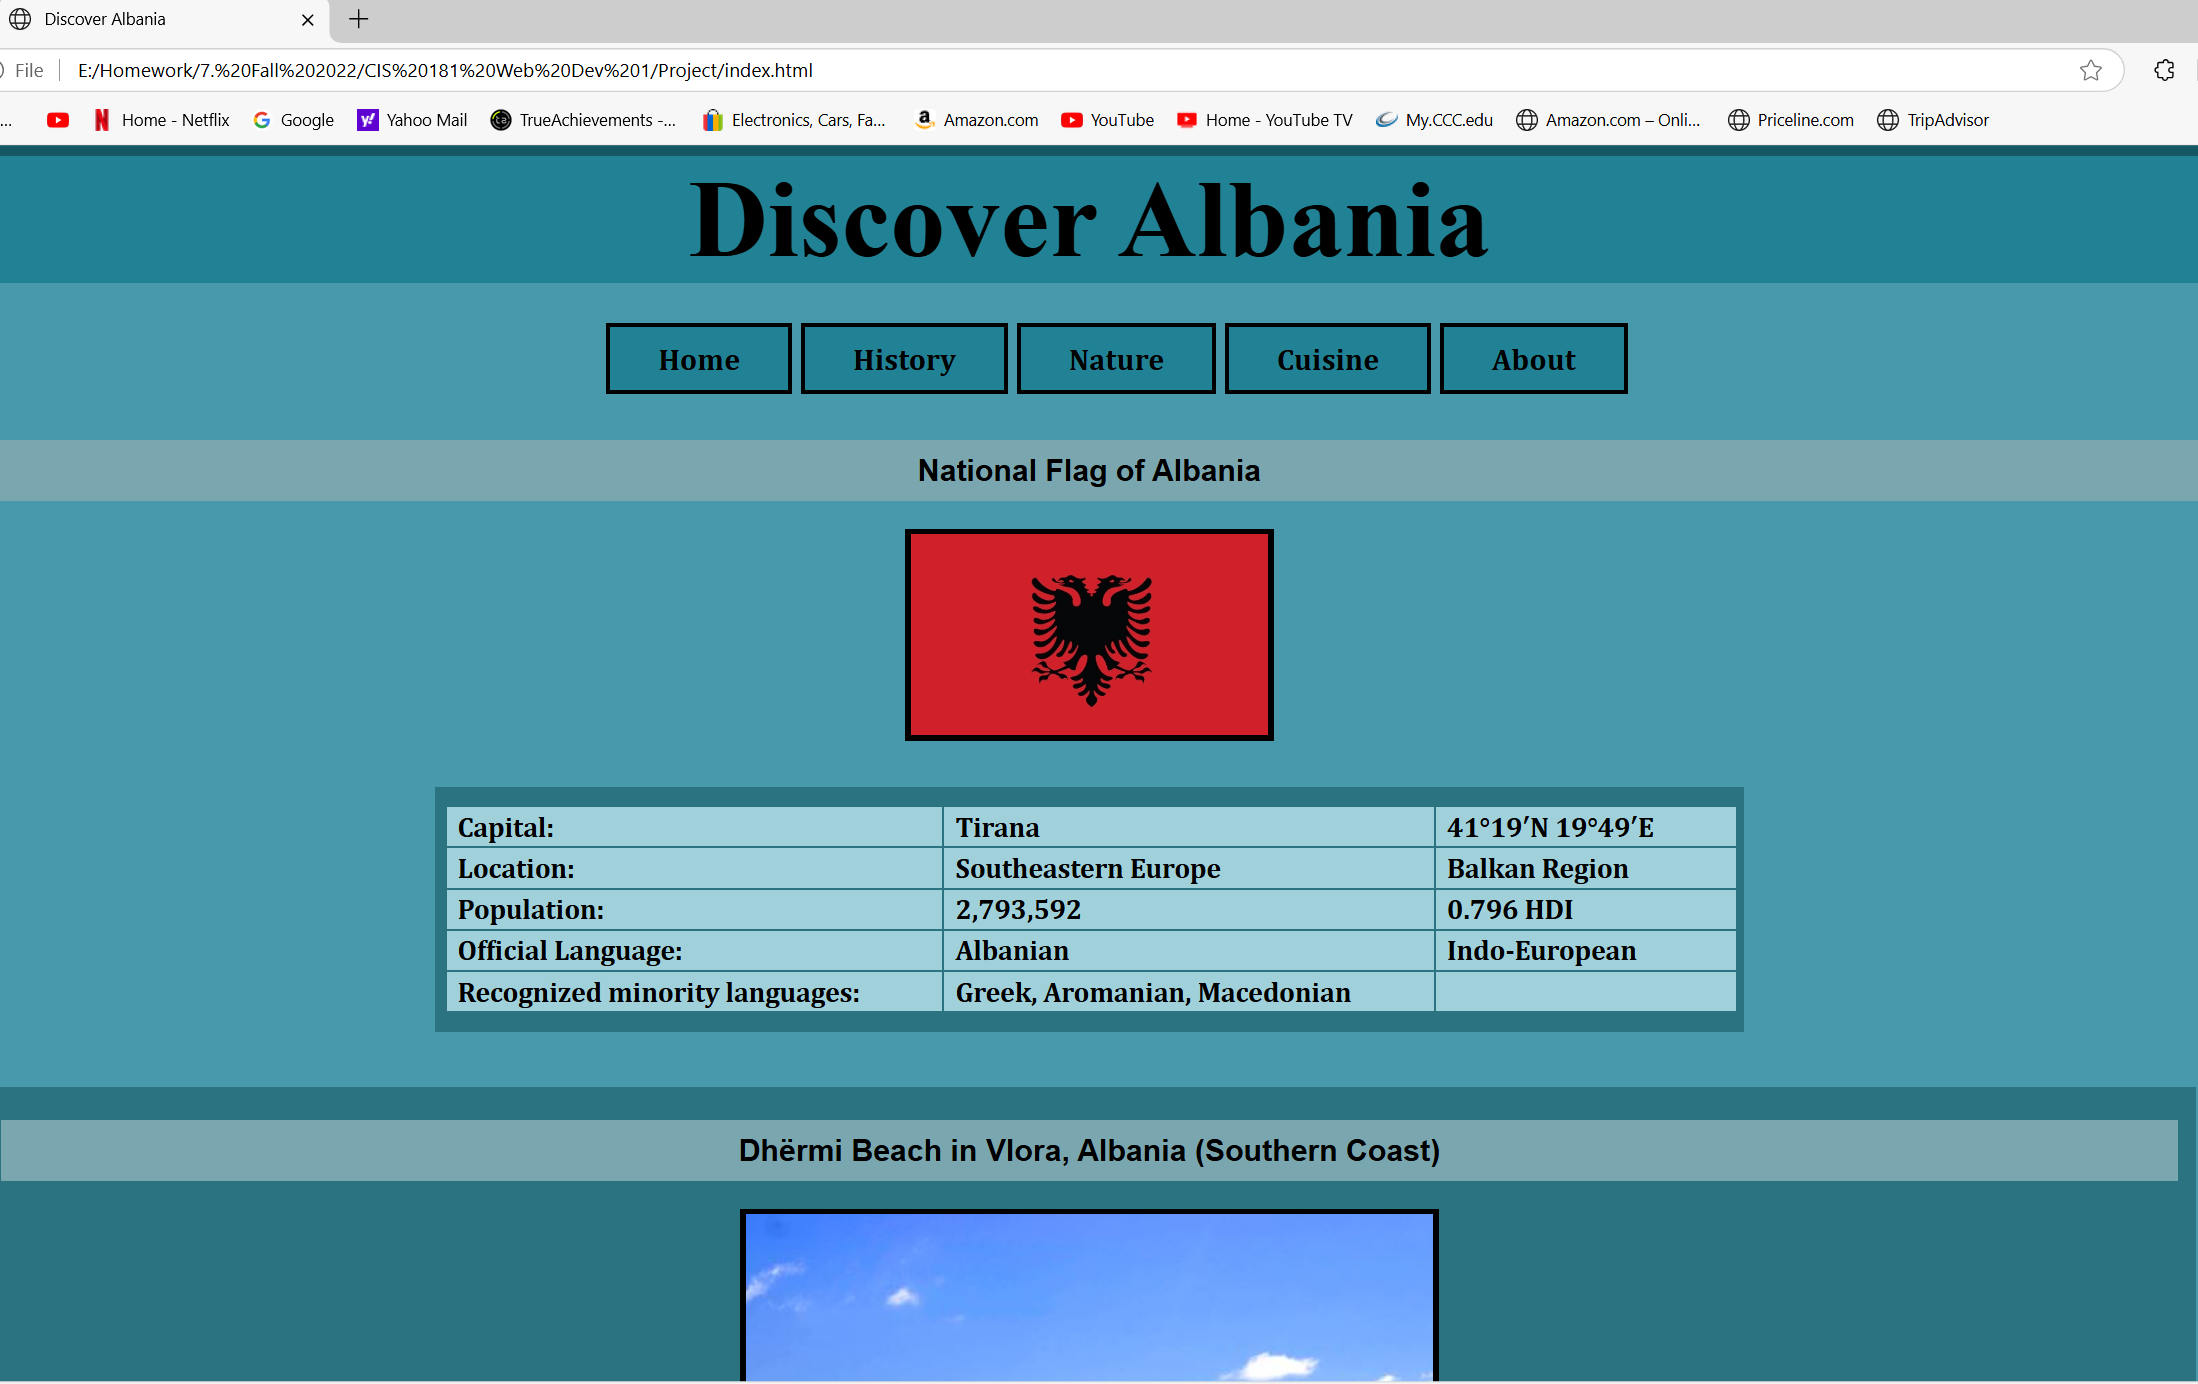 Discover Albania
File E:/Homework/7.%20Fall%202022/CIS%20181%20Web%20Dev%201/Project/index.html
... Home - Netflix Google Yahoo Mail TrueAchievements -... Electronics, Cars, Fa... Amazon.com YouTube Home - YouTube TV My.CCC.edu Amazon.com – Onli... Priceline.com TripAdvisor
Discover Albania
Home History Nature Cuisine About
National Flag of Albania
Capital: Tirana 41°19′N 19°49′E
Location: Southeastern Europe Balkan Region
Population: 2,793,592 0.796 HDI
Official Language: Albanian Indo-European
Recognized minority languages: Greek, Aromanian, Macedonian
Dhërmi Beach in Vlora, Albania (Southern Coast)